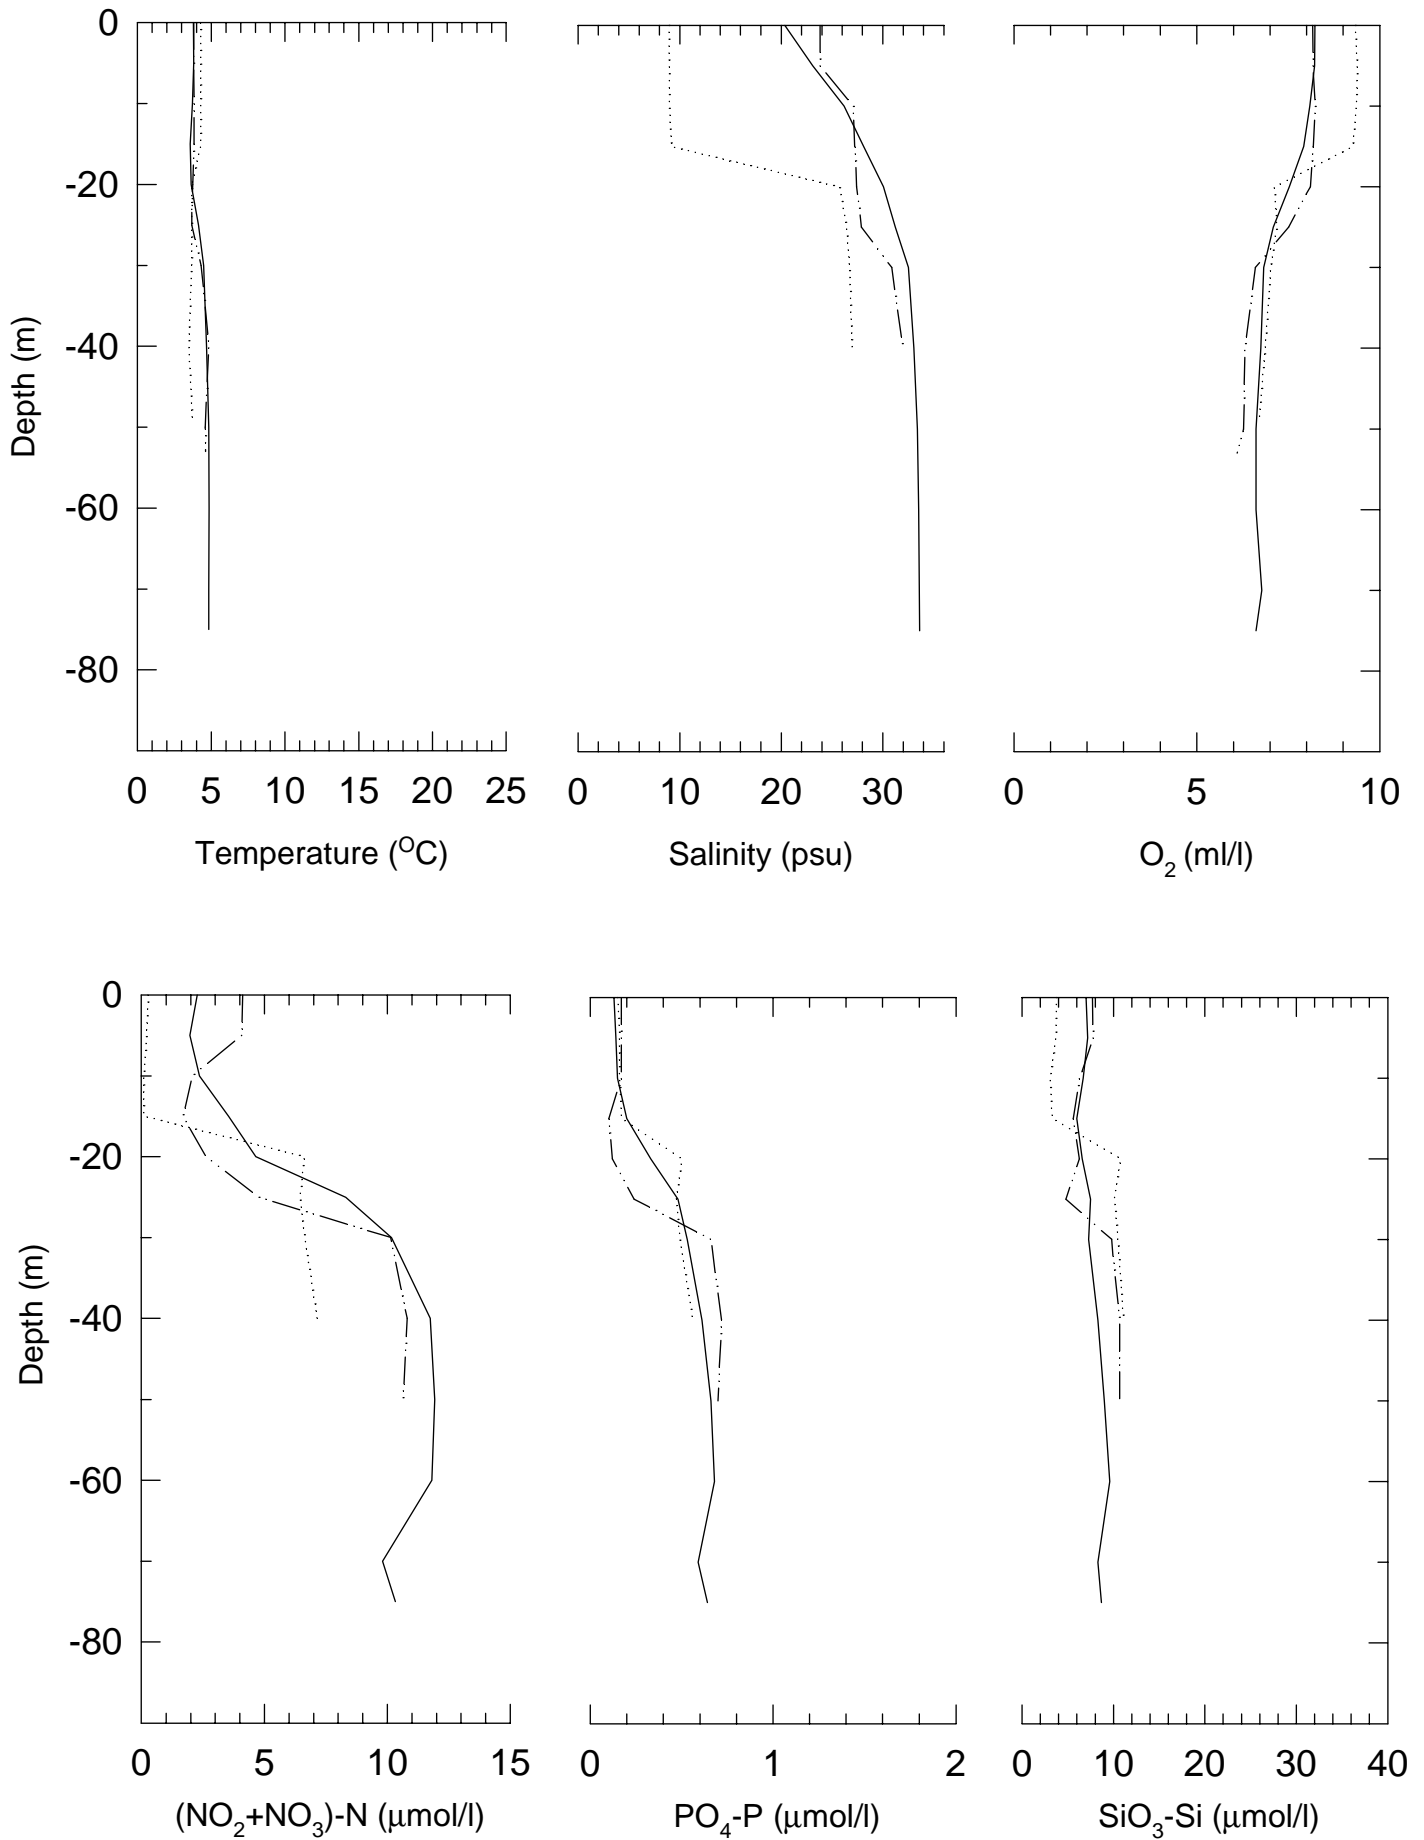 0
-20
-40
-60
-80
Depth (m)
0 5 10 15 20 25
0 10 20 30
0 5 10
Temperature (ᴼC)
Salinity (psu)
O₂ (ml/l)
0
-20
-40
-60
-80
Depth (m)
0 5 10 15
0 1 2
0 10 20 30 40
(NO₂+NO₃)-N (μmol/l)
PO₄-P (μmol/l)
SiO₃-Si (μmol/l)